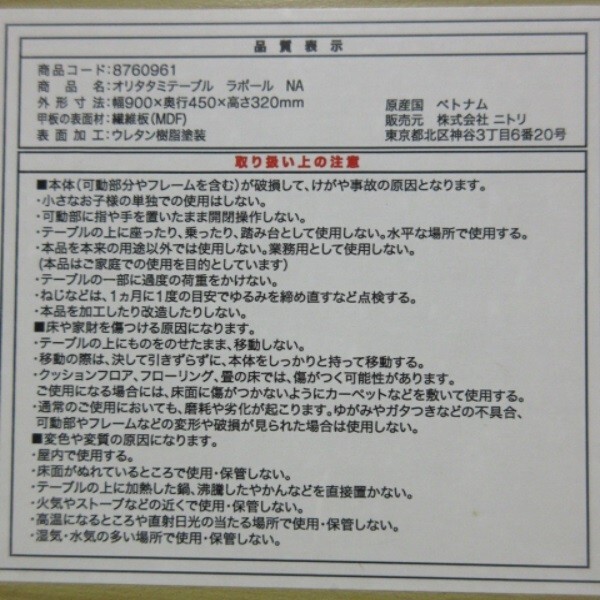 品質表示
商品コード:8760961
商品名:オリタタミテーブル ラポール NA
外形寸法:幅900×奥行450×高さ320mm
甲板の表面材:繊維板(MDF)
表面加工:ウレタン樹脂塗装
原産国 ベトナム
販売元 株式会社 ニトリ
東京都北区神谷3丁目6番20号
取り扱い上の注意
■本体(可動部分やフレームを含む)が破損して、けがや事故の原因となります。
・小さなお子様の単独での使用はしない。
・可動部に指や手を置いたまま開閉操作しない。
・テーブルの上に座ったり、乗ったり、踏み台として使用しない。水平な場所で使用する。
・本品を本来の用途以外では使用しない。業務用として使用しない。
(本品はご家庭での使用を目的としています)
・テーブルの一部に過度の荷重をかけない。
・ねじなどは、1ヵ月に1度の目安でゆるみを締め直すなど点検する。
・本品を加工したり改造したりしない。
■床や家財を傷つける原因になります。
・テーブルの上にものをのせたまま、移動しない。
・移動の際は、決して引きずらずに、本体をしっかりと持って移動する。
・クッションフロア、フローリング、畳の床では、傷がつく可能性があります。
ご使用になる場合には、床面に傷がつかないようにカーペットなどを敷いて使用する。
・通常のご使用においても、磨耗や劣化が起こります。ゆがみやガタつきなどの不具合、
可動部やフレームなどの変形や破損が見られた場合は使用しない。
■変色や変質の原因になります。
・屋内で使用する。
・床面がぬれているところで使用・保管しない。
・テーブルの上に加熱した鍋、沸騰したやかんなどを直接置かない。
・火気やストーブなどの近くで使用・保管しない。
・高温になるところや直射日光の当たる場所で使用・保管しない。
・湿気・水気の多い場所で使用・保管しない。